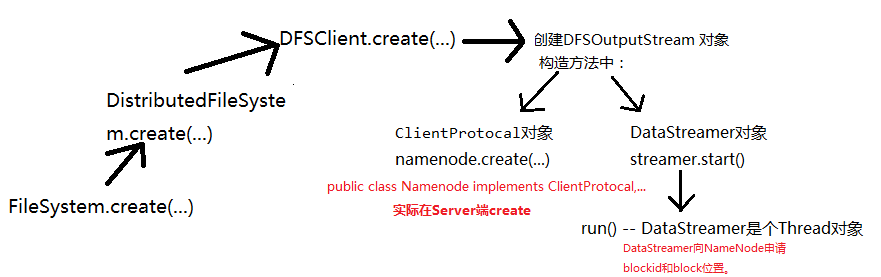 DFSClient.create(...)
创建DFSOutputStream 对象
构造方法中：
DistributedFileSyste
m.create(...)
FileSystem.create(...)
ClientProtocal对象
namenode.create(...)
DataStreamer对象
streamer.start()
public class Namenode implements ClientProtocal,...
实际在Server端create
run() -- DataStreamer是个Thread对象
DataStreamer向NameNode申请
blockid和block位置。